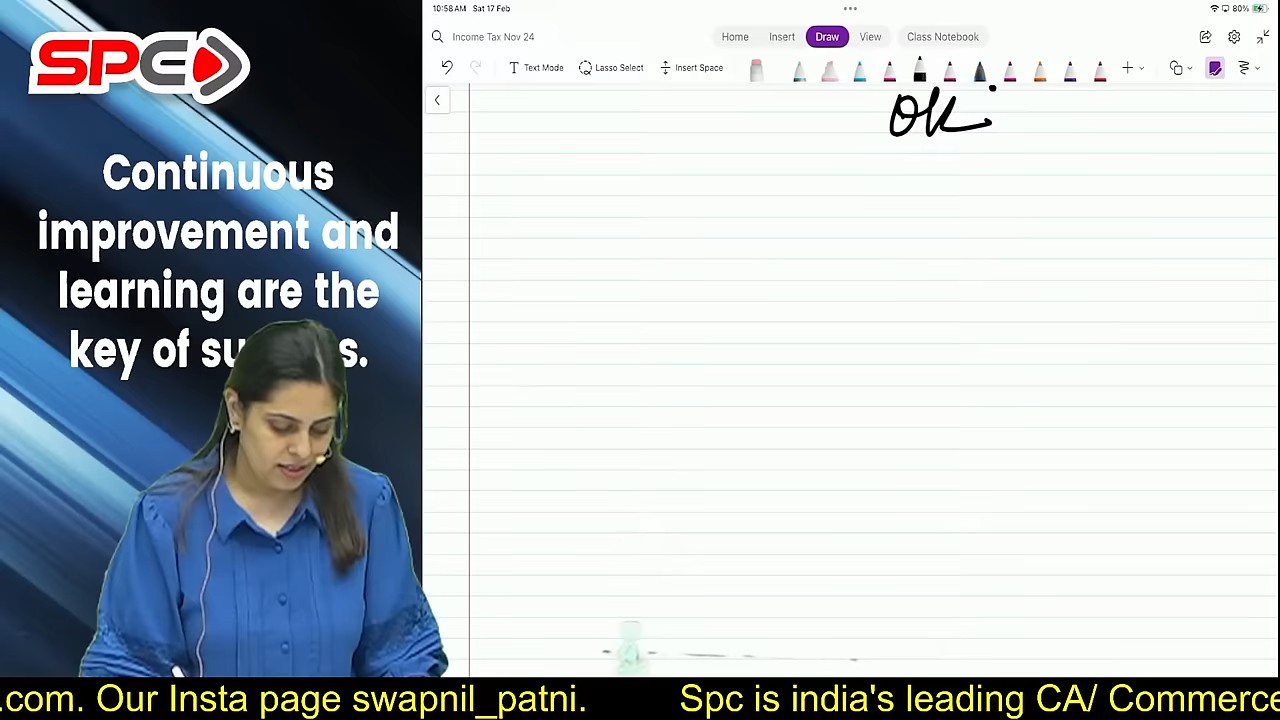 10:58 AM Sat 17 Feb
80%
Income Tax Nov 24
Home Insert Draw View Class Notebook
Text Mode Lasso Select Insert Space
SPC
OK
Continuous
improvement and
learning are the
key of su s.
.com. Our Insta page swapnil_patni. Spc is india's leading CA/ Commerce